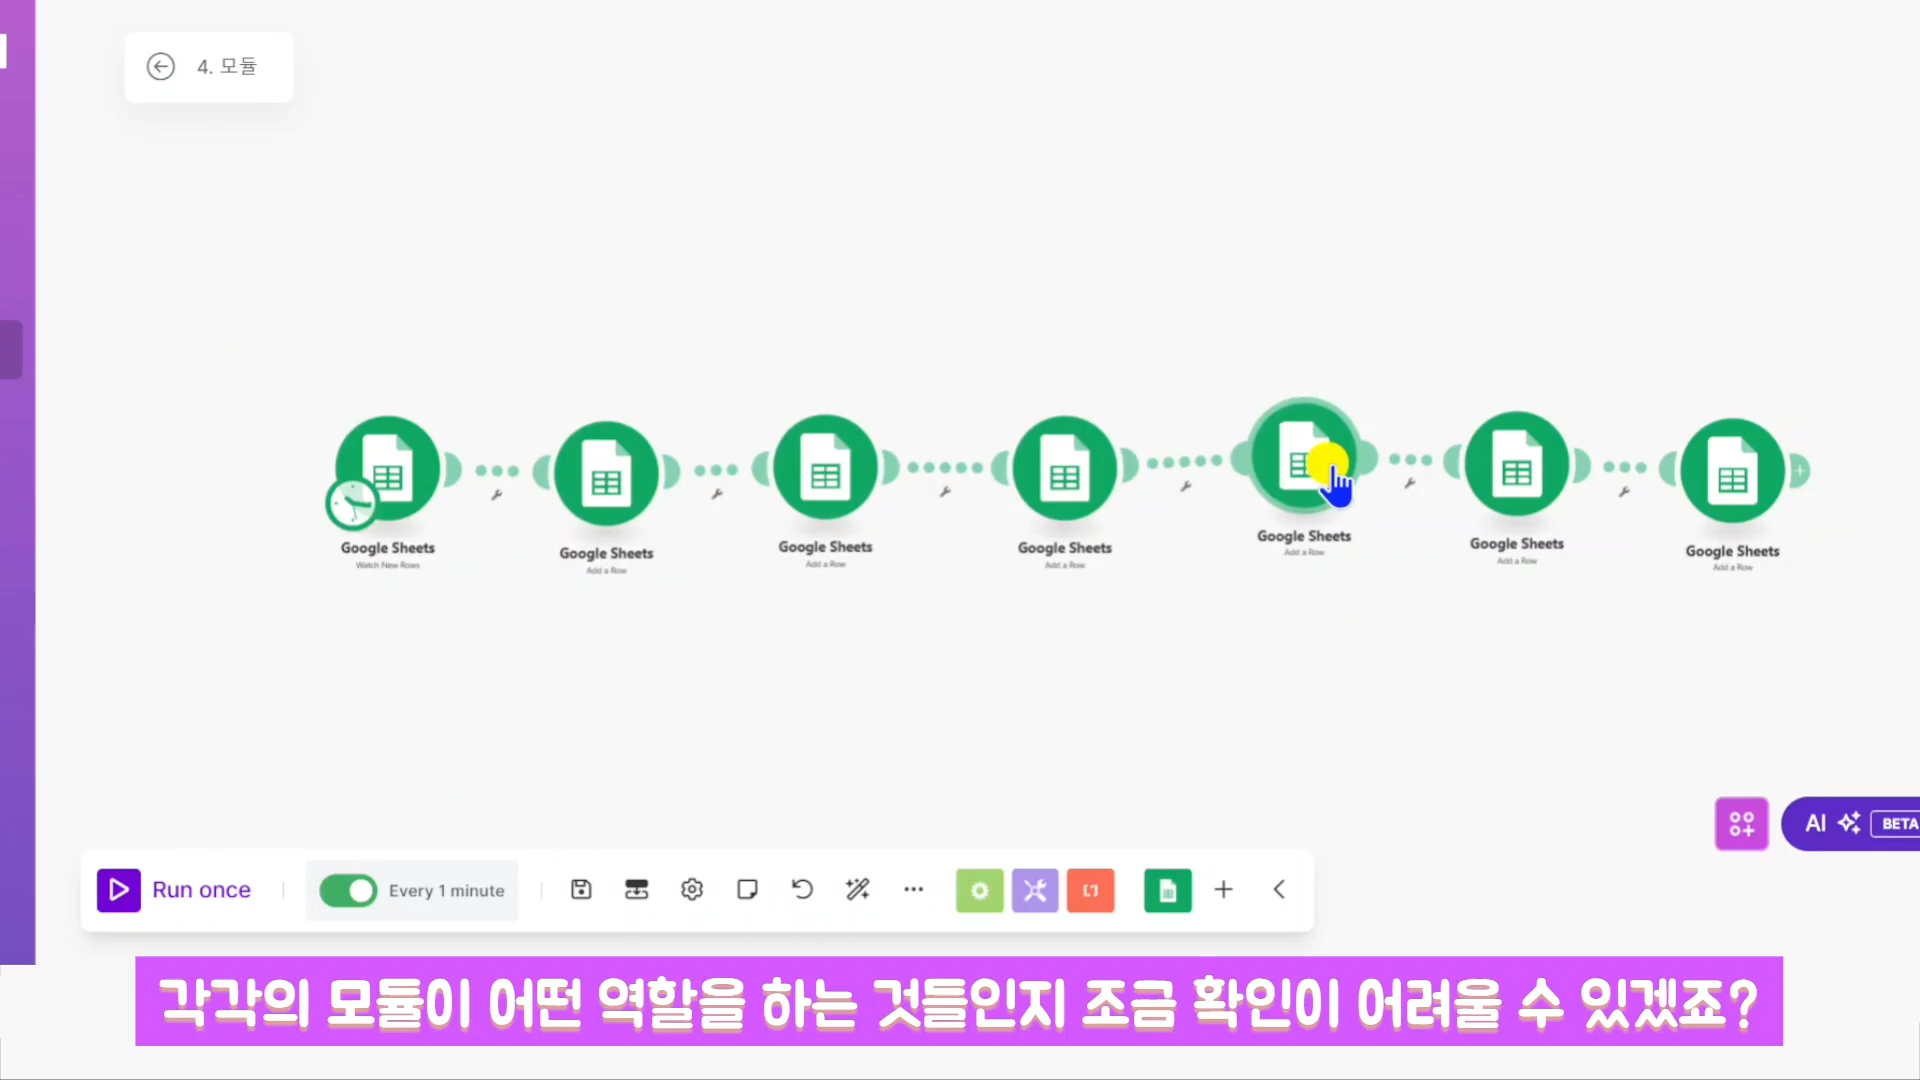 4. 모듈
Google Sheets
Watch New Rows
Google Sheets
Add a Row
Google Sheets
Add a Row
Google Sheets
Add a Row
Google Sheets
Add a Row
Google Sheets
Add a Row
Google Sheets
Add a Row
AI BETA
Run once
Every 1 minute
각각의 모듈이 어떤 역할을 하는 것들인지 조금 확인이 어려울 수 있겠죠?